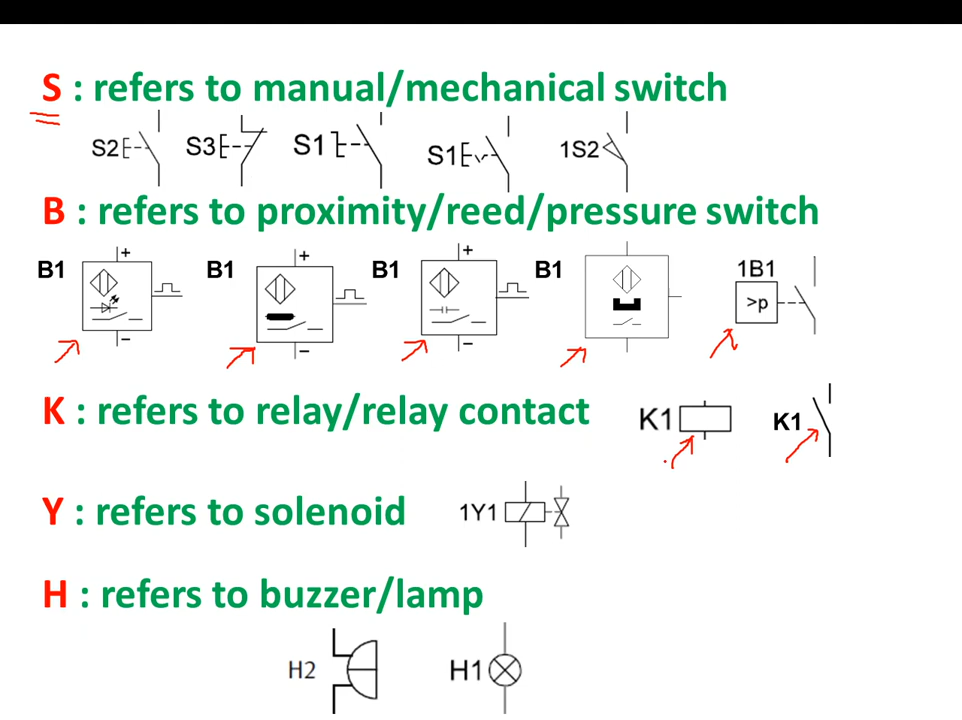 S : refers to manual/mechanical switch
S2 S3 S1 S1 1S2
B : refers to proximity/reed/pressure switch
B1 + - B1 + - B1 + - B1 1B1 >p
K : refers to relay/relay contact K1 K1
Y : refers to solenoid 1Y1
H : refers to buzzer/lamp
H2 H1